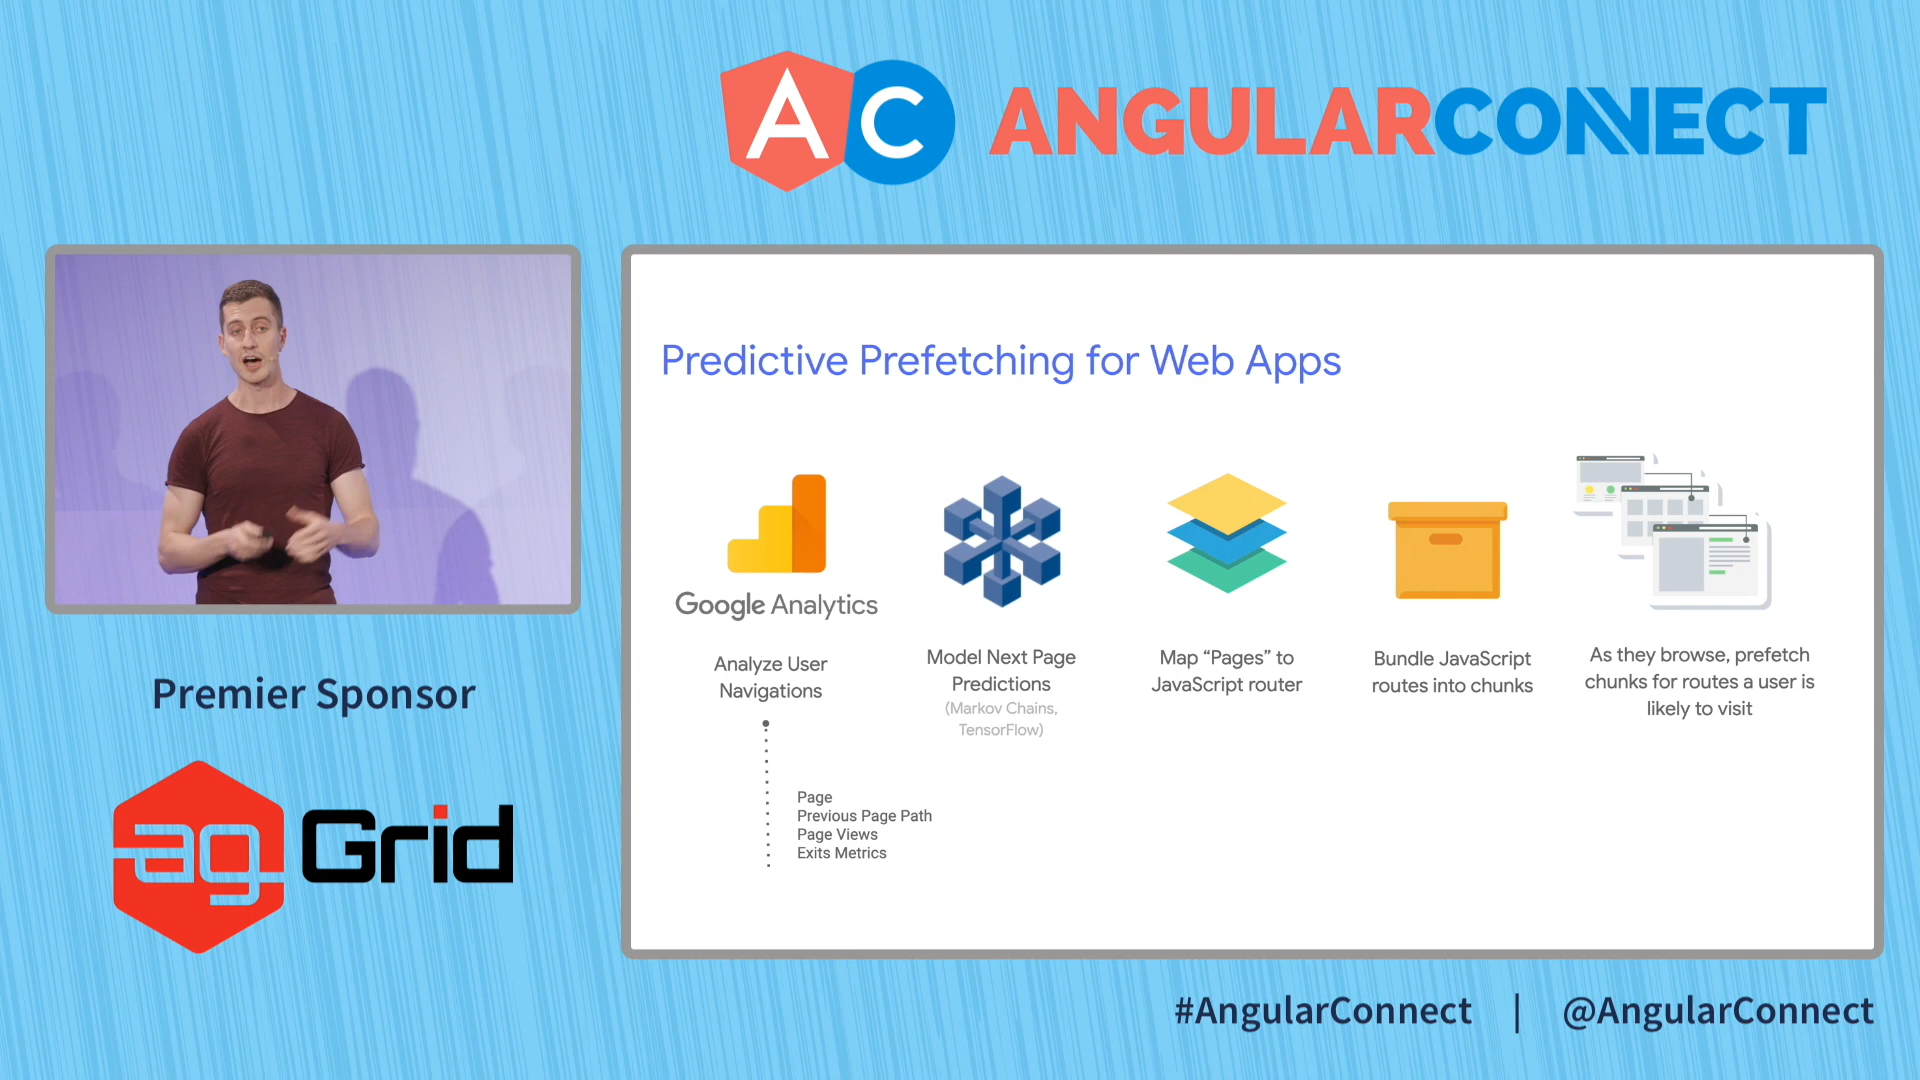 AC ANGULARCONNECT
Predictive Prefetching for Web Apps
Google Analytics
Analyze User
Navigations
Page
Previous Page Path
Page Views
Exits Metrics
Model Next Page
Predictions
(Markov Chains,
TensorFlow)
Map “Pages” to
JavaScript router
Bundle JavaScript
routes into chunks
As they browse, prefetch
chunks for routes a user is
likely to visit
Premier Sponsor
ag Grid
#AngularConnect | @AngularConnect